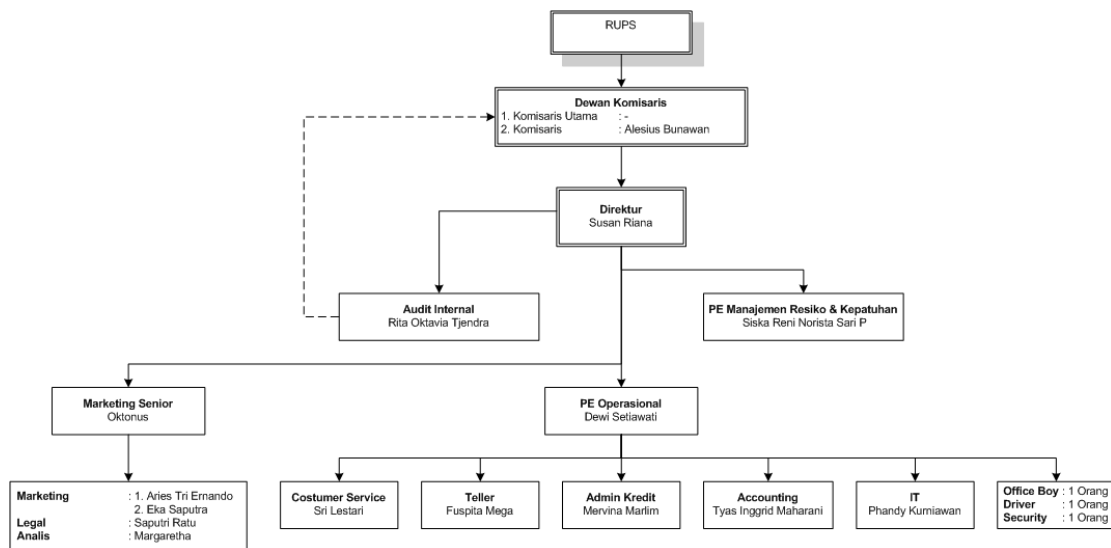 RUPS
Dewan Komisaris
1. Komisaris Utama : -
2. Komisaris : Alesius Bunawan
Direktur
Susan Riana
Audit Internal
Rita Oktavia Tjendra
PE Manajemen Resiko & Kepatuhan
Siska Reni Norista Sari P
Marketing Senior
Oktonus
PE Operasional
Dewi Setiawati
Marketing : 1. Aries Tri Ernando
2. Eka Saputra
Legal : Saputri Ratu
Analis : Margaretha
Costumer Service
Sri Lestari
Teller
Fuspita Mega
Admin Kredit
Mervina Marlim
Accounting
Tyas Inggrid Maharani
IT
Phandy Kurniawan
Office Boy : 1 Orang
Driver : 1 Orang
Security : 1 Orang